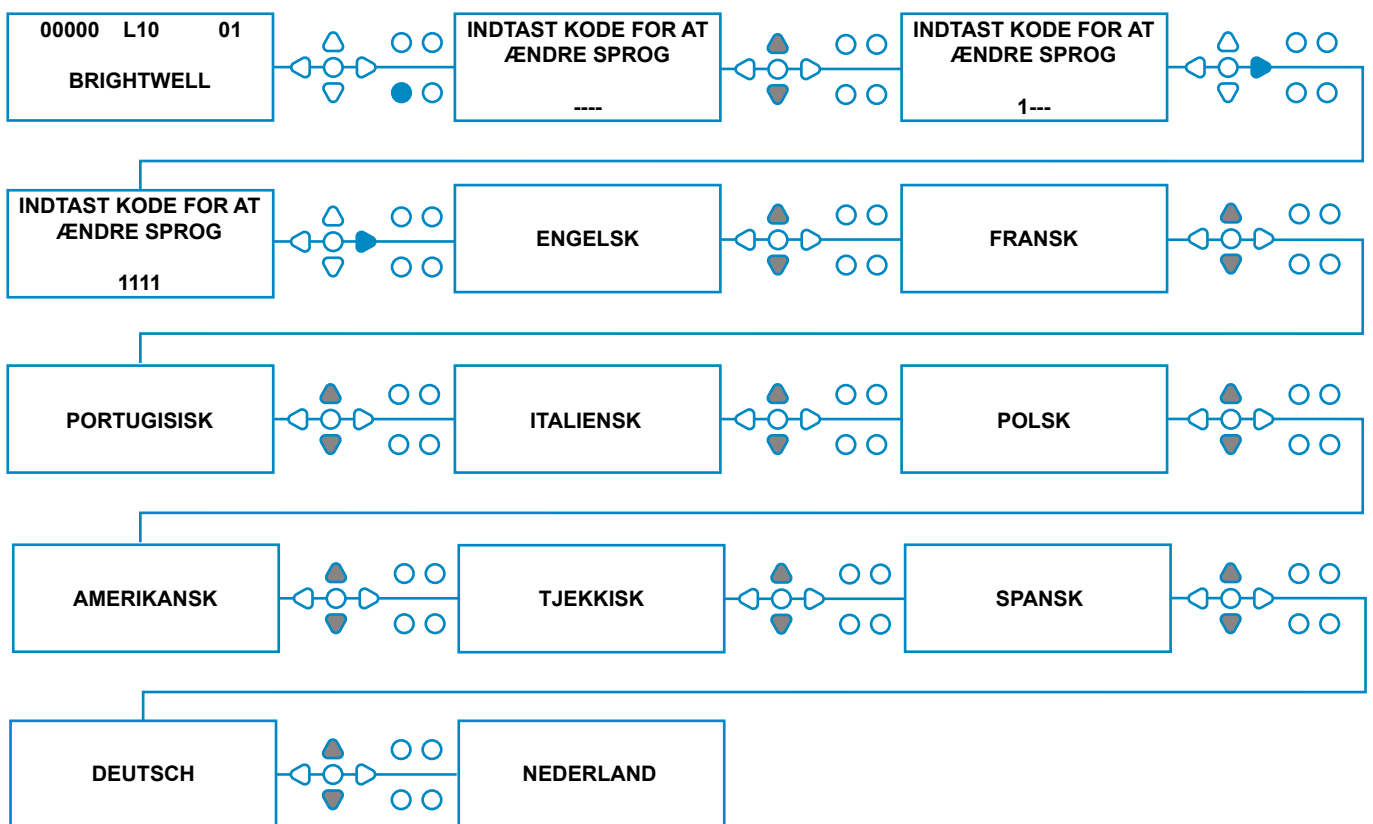 00000 L10 01
BRIGHTWELL
INDTAST KODE FOR AT
ÆNDRE SPROG
----
INDTAST KODE FOR AT
ÆNDRE SPROG
1---
INDTAST KODE FOR AT
ÆNDRE SPROG
1111
ENGELSK
FRANSK
PORTUGISISK
ITALIENSK
POLSK
AMERIKANSK
TJEKKISK
SPANSK
DEUTSCH
NEDERLAND